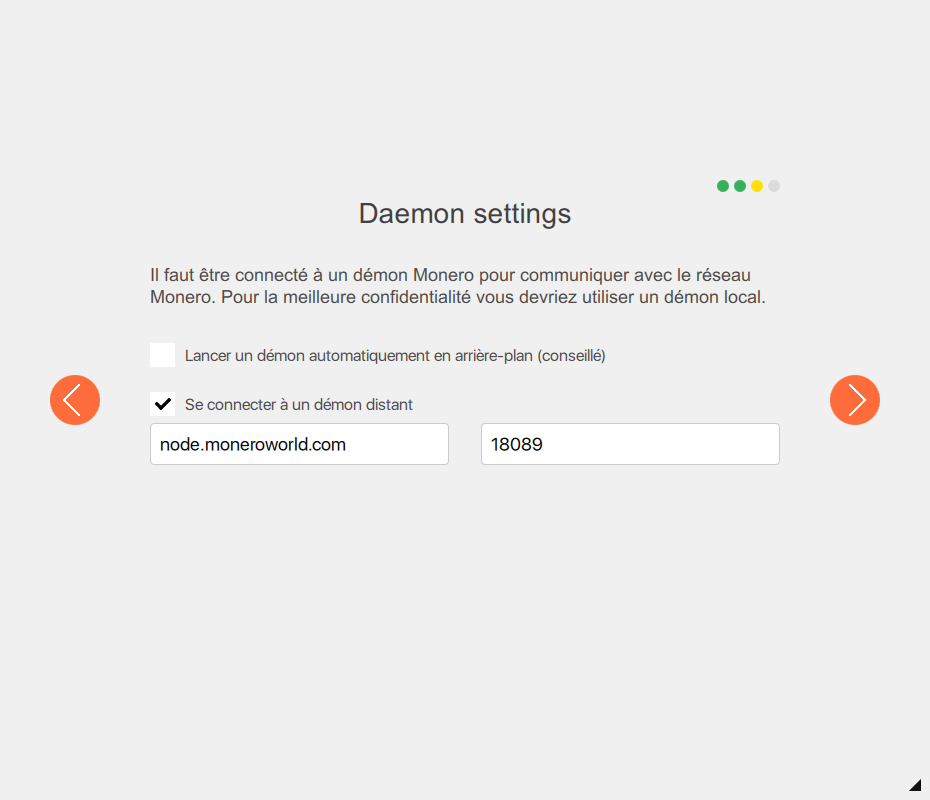 Daemon settings
Il faut être connecté à un démon Monero pour communiquer avec le réseau
Monero. Pour la meilleure confidentialité vous devriez utiliser un démon local.
Lancer un démon automatiquement en arrière-plan (conseillé)
Se connecter à un démon distant
node.moneroworld.com
18089